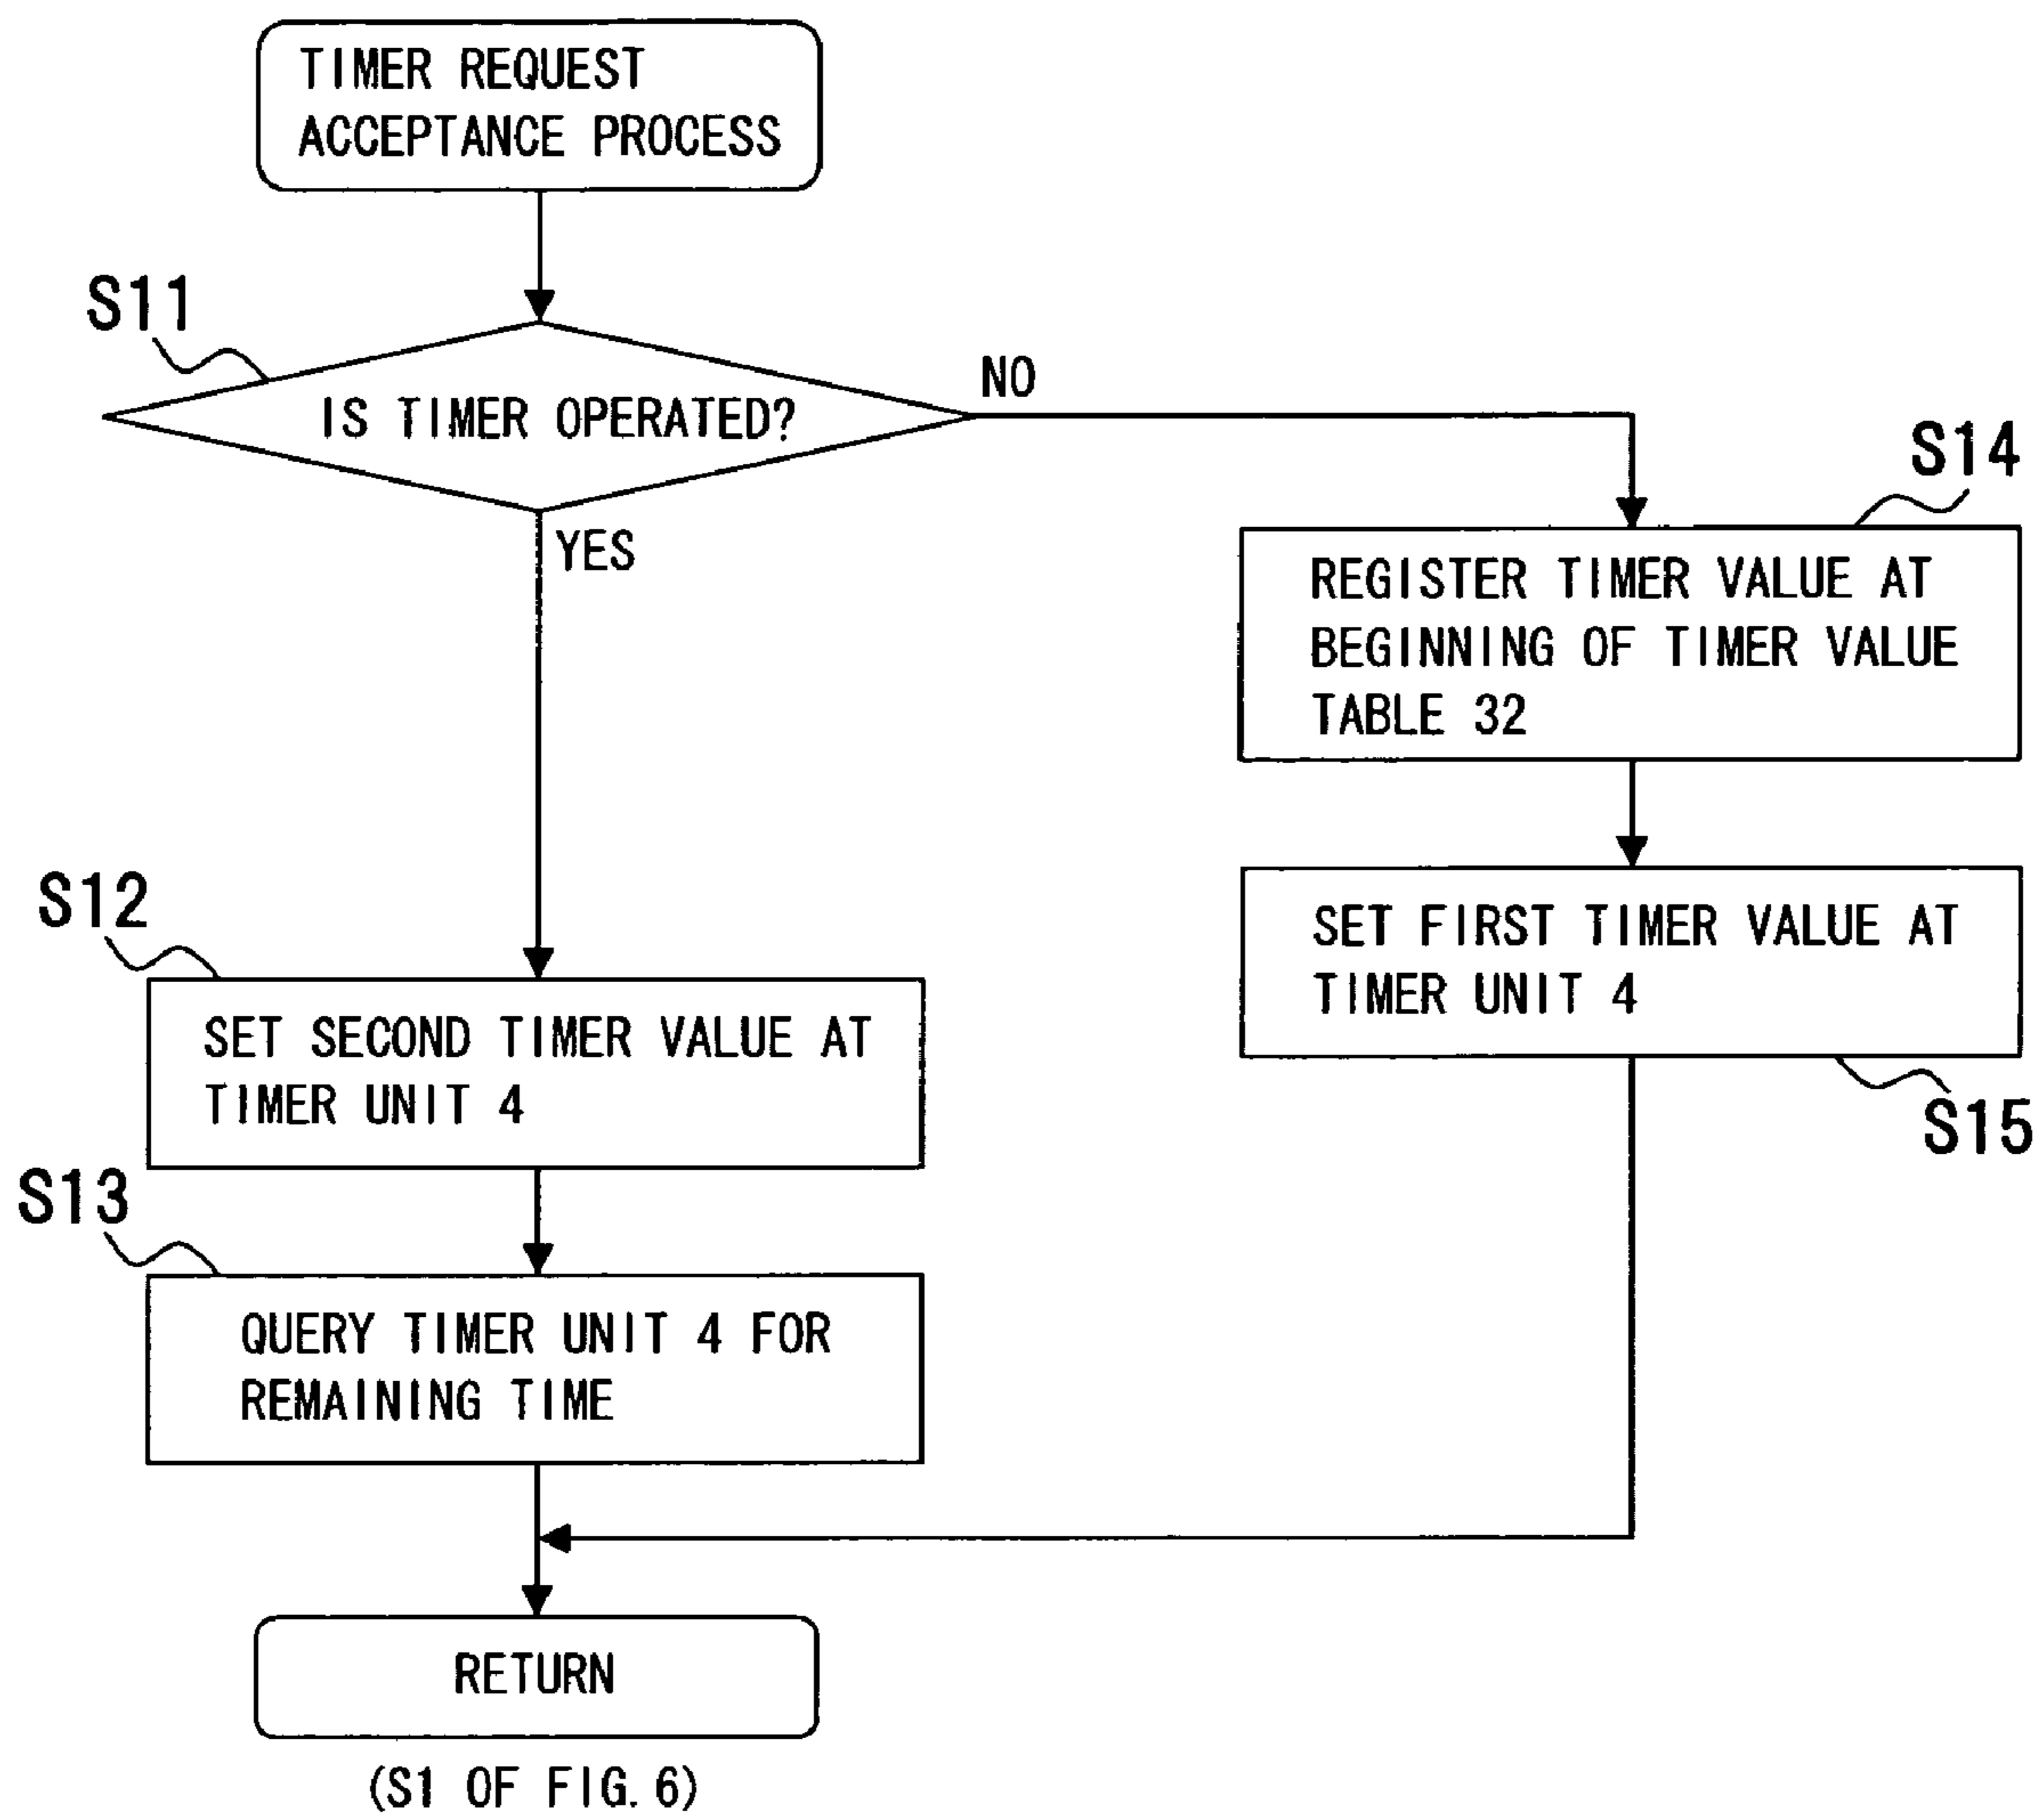 TIMER REQUEST
ACCEPTANCE PROCESS
S11
IS TIMER OPERATED?
NO
YES
S14
REGISTER TIMER VALUE AT
BEGINNING OF TIMER VALUE
TABLE 32
SET FIRST TIMER VALUE AT
TIMER UNIT 4
S15
S12
SET SECOND TIMER VALUE AT
TIMER UNIT 4
S13
QUERY TIMER UNIT 4 FOR
REMAINING TIME
RETURN
(S1 OF FIG. 6)